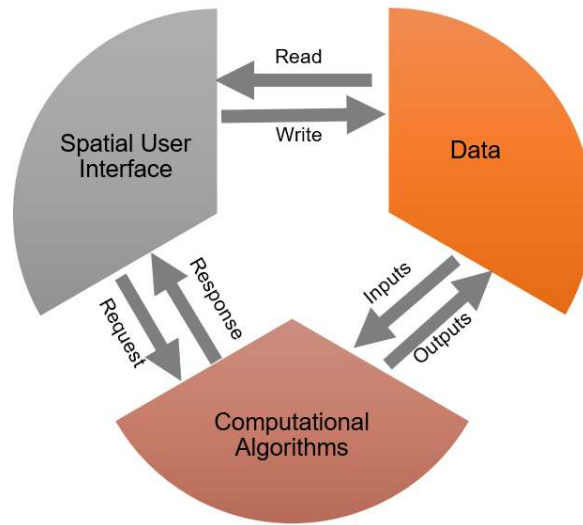 Read
Write
Spatial User
Interface
Data
Request
Response
Inputs
Outputs
Computational
Algorithms